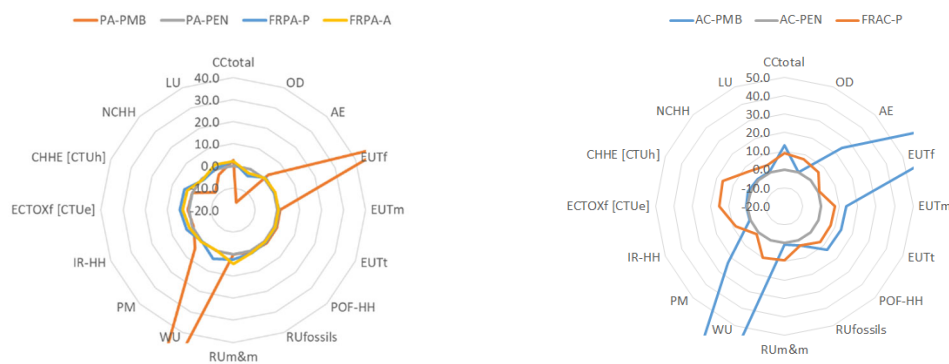 PA-PMB PA-PEN FRPA-P FRPA-A
CCtotal
40.0
30.0
20.0
10.0
0.0
-10.0
-20.0
OD
AE
EUTf
EUTm
EUTt
POF-HH
RUfossils
RUm&m
WU
PM
IR-HH
ECTOXf [CTUe]
CHHE [CTUh]
NCHH
LU
AC-PMB AC-PEN FRAC-P
CCtotal
50.0
40.0
30.0
20.0
10.0
0.0
-10.0
-20.0
OD
AE
EUTf
EUTm
EUTt
POF-HH
RUfossils
RUm&m
WU
PM
IR-HH
ECTOXf [CTUe]
CHHE [CTUh]
NCHH
LU